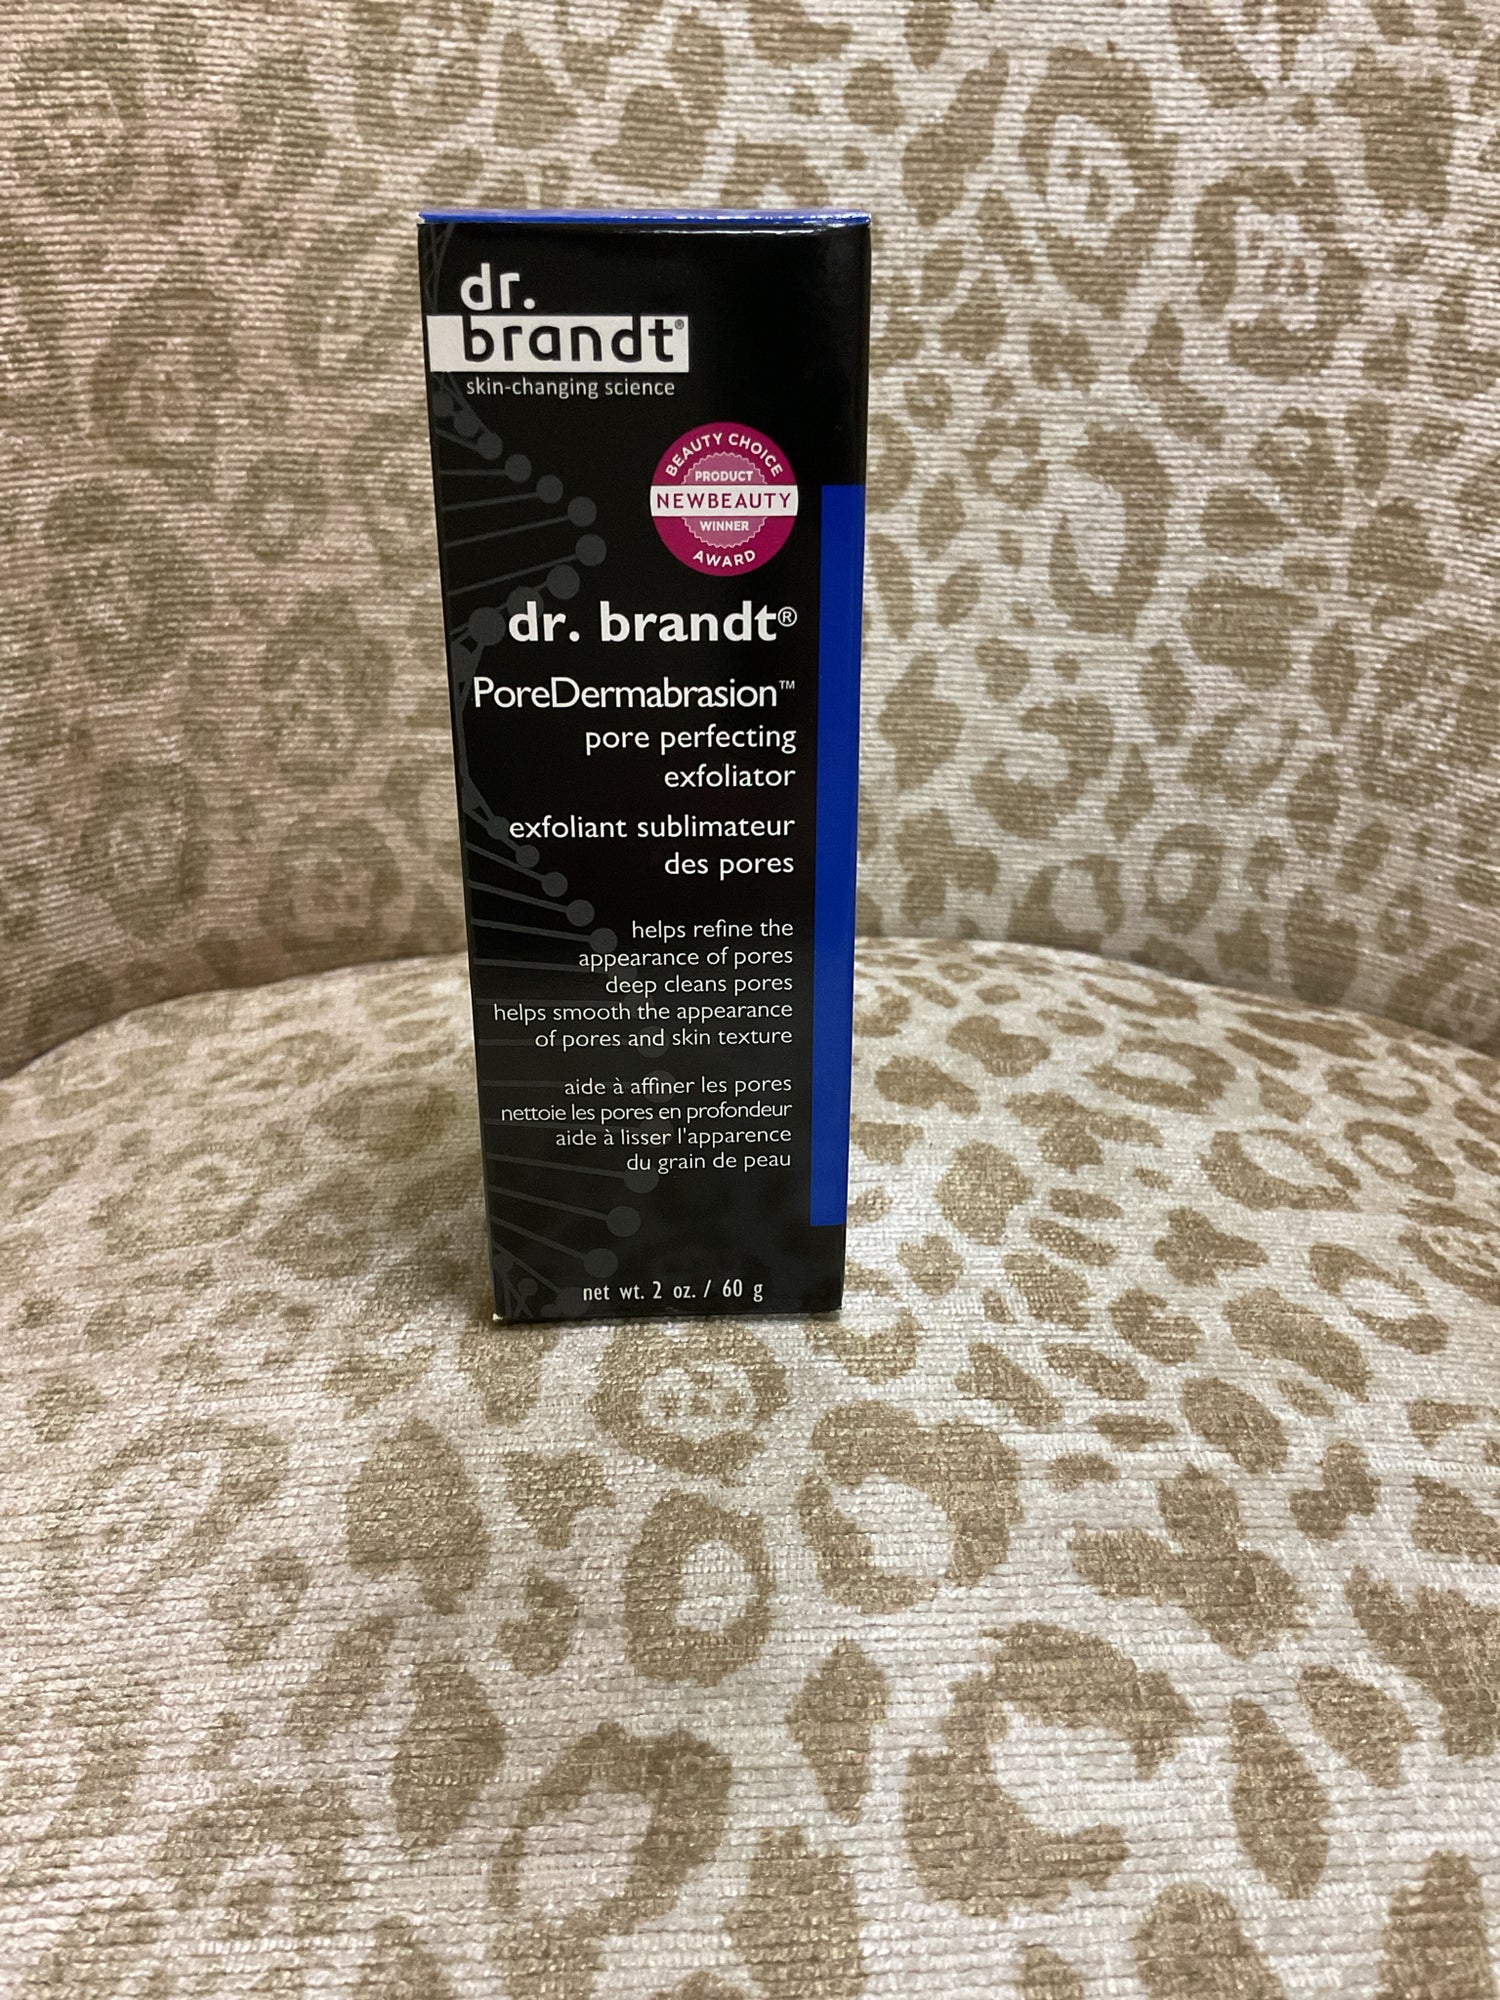 dr.
brandt®
skin-changing science
BEAUTY CHOICE
PRODUCT
NEWBEAUTY
WINNER
AWARD
dr. brandt®
PoreDermabrasion™
pore perfecting
exfoliator
exfoliant sublimateur
des pores
helps refine the
appearance of pores
deep cleans pores
helps smooth the appearance
of pores and skin texture
aide à affiner les pores
nettoie les pores en profondeur
aide à lisser l'apparence
du grain de peau
net wt. 2 oz. / 60 g